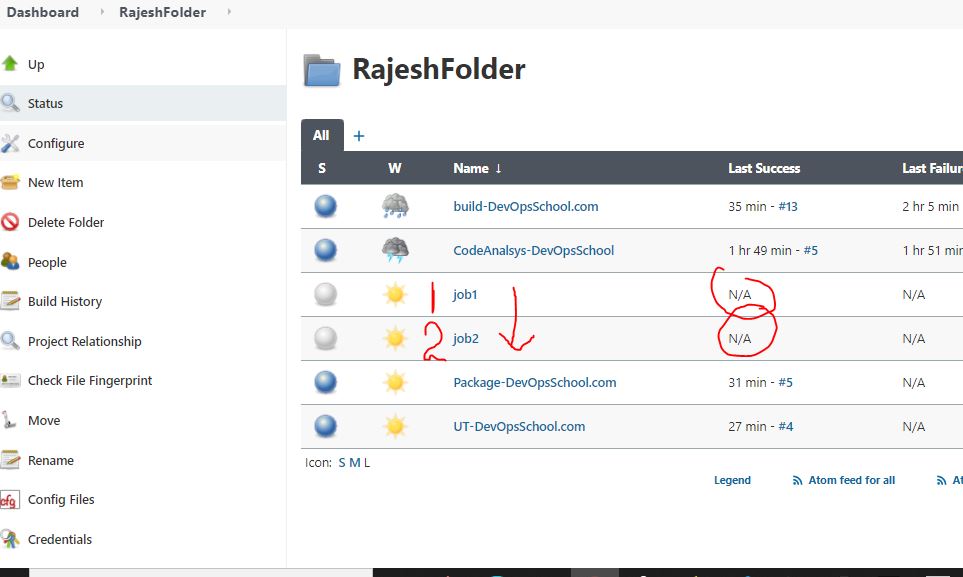 Dashboard RajeshFolder
Up
Status
Configure
New Item
Delete Folder
People
Build History
Project Relationship
Check File Fingerprint
Move
Rename
cfg Config Files
Credentials
RajeshFolder
All +
S W Name ↓ Last Success Last Failur
build-DevOpsSchool.com 35 min - #13 2 hr 5 min
CodeAnalsys-DevOpsSchool 1 hr 49 min - #5 1 hr 51 min
1 job1 N/A N/A
2 job2 N/A N/A
Package-DevOpsSchool.com 31 min - #5 N/A
UT-DevOpsSchool.com 27 min - #4 N/A
Icon: S M L
Legend Atom feed for all At